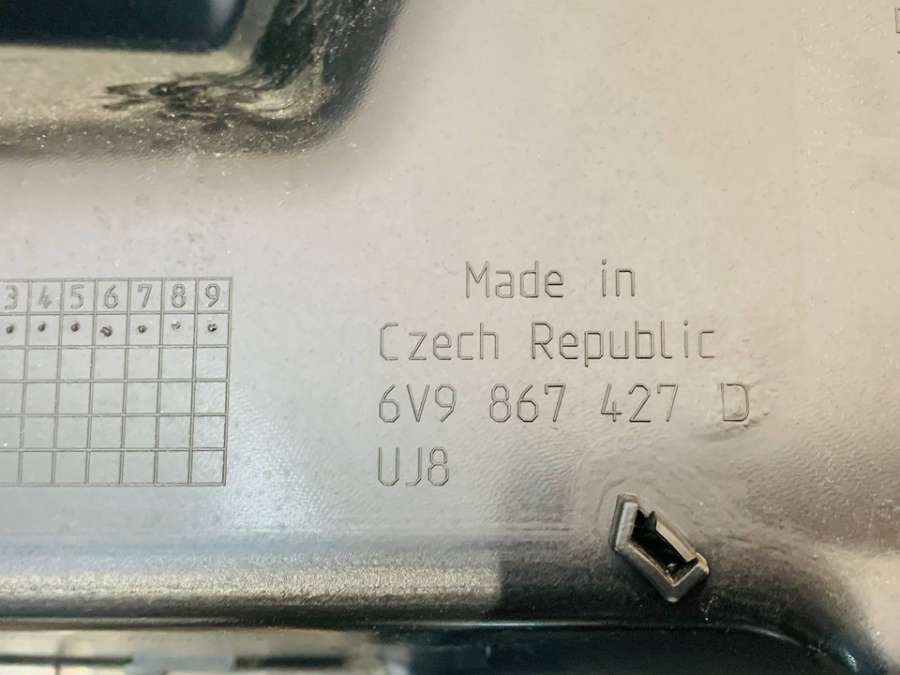 3 4 5 6 7 8 9
Made in
Czech Republic
6V9 867 427 D
UJ8